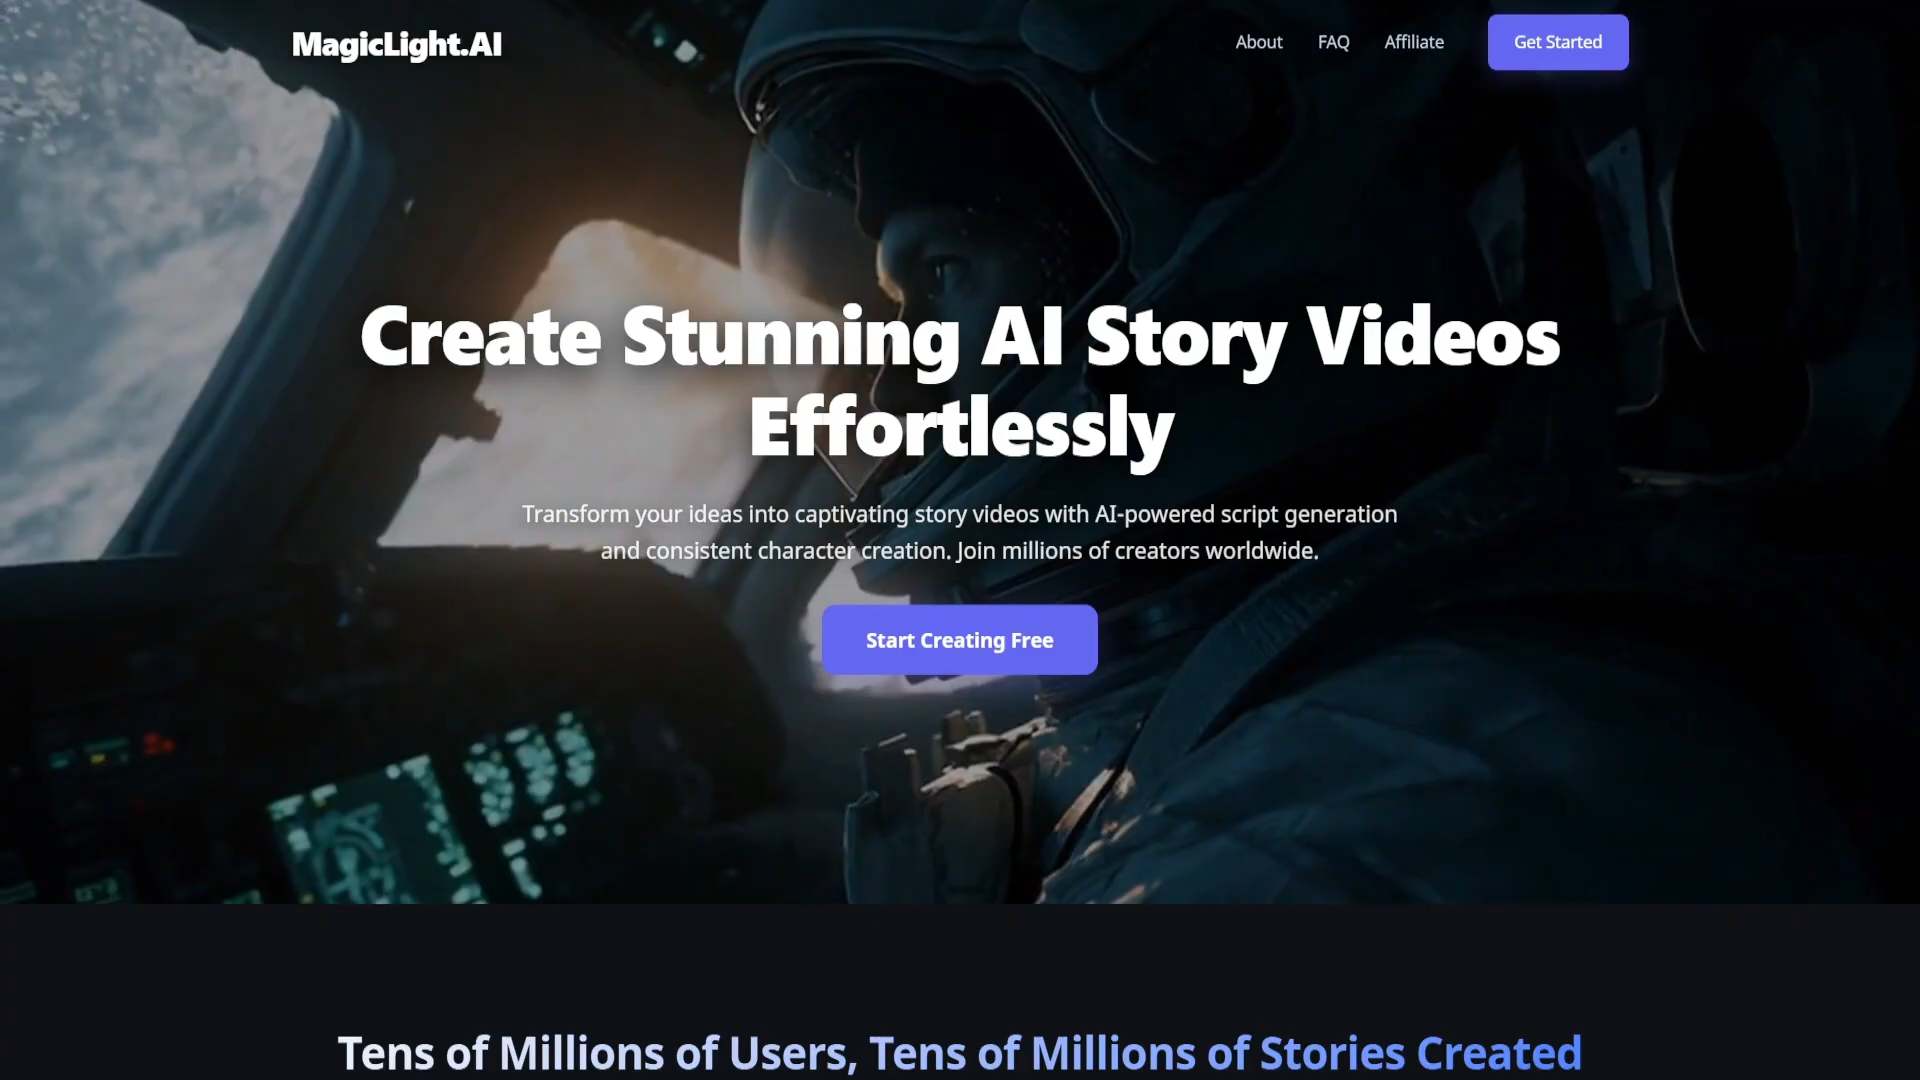 MagicLight.AI
About
FAQ
Affiliate
Get Started
Create Stunning AI Story Videos
Effortlessly
Transform your ideas into captivating story videos with AI-powered script generation
and consistent character creation. Join millions of creators worldwide.
Start Creating Free
Tens of Millions of Users, Tens of Millions of Stories Created